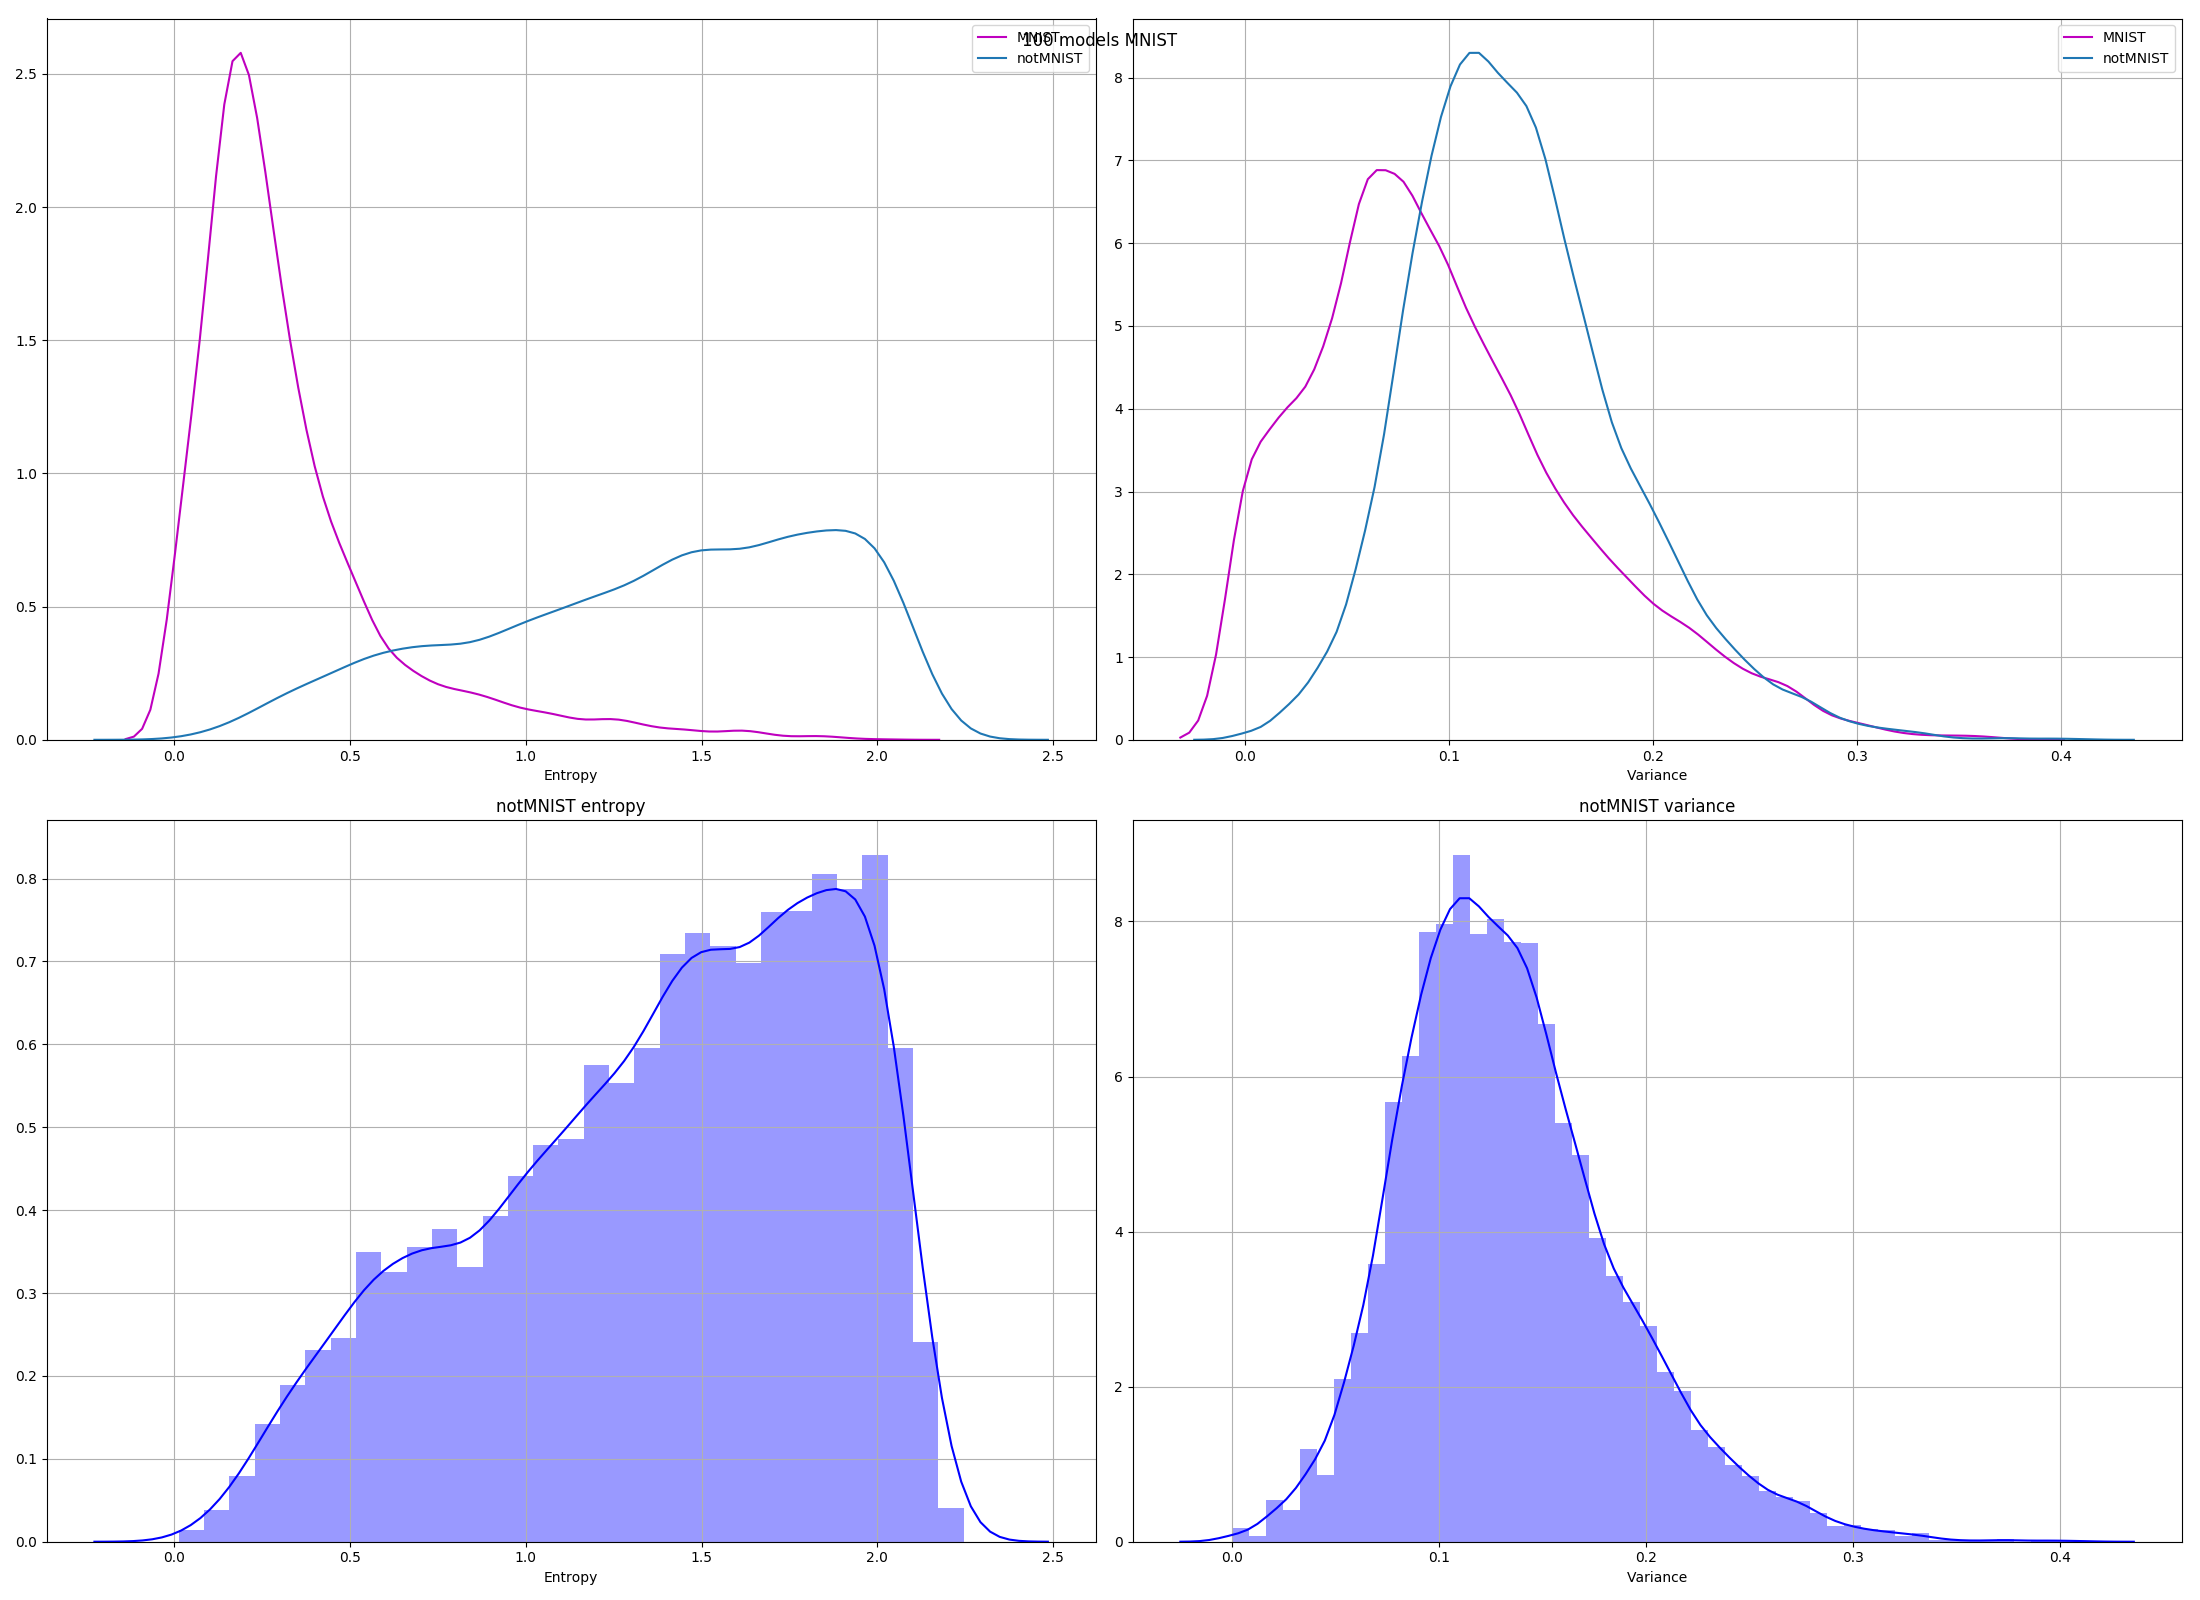 100 models MNIST
MNIST
notMNIST
2.5
2.0
1.5
1.0
0.5
0.0
0.0 0.5 1.0 1.5 2.0 2.5
Entropy
MNIST
notMNIST
8
7
6
5
4
3
2
1
0
0.0 0.1 0.2 0.3 0.4
Variance
notMNIST entropy
0.8
0.7
0.6
0.5
0.4
0.3
0.2
0.1
0.0
0.0 0.5 1.0 1.5 2.0 2.5
Entropy
notMNIST variance
8
6
4
2
0
0.0 0.1 0.2 0.3 0.4
Variance